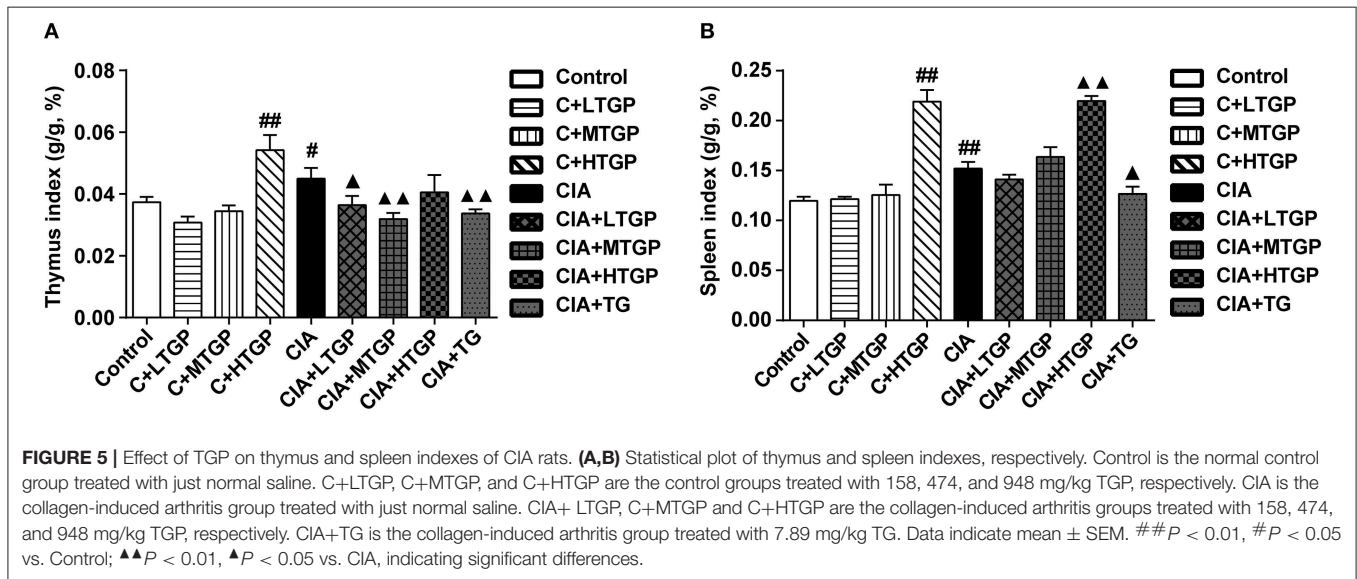 A
Thymus index (g/g, %)
0.08
0.06
0.04
0.02
0.00
##
#
▲
▲▲
▲▲
Control
C+LTGP
C+MTGP
C+HTGP
CIA
CIA+LTGP
CIA+MTGP
CIA+HTGP
CIA+TG
Control
C+LTGP
C+MTGP
C+HTGP
CIA
CIA+LTGP
CIA+MTGP
CIA+HTGP
CIA+TG
B
Spleen index (g/g, %)
0.25
0.20
0.15
0.10
0.05
0.00
##
##
▲▲
▲
Control
C+LTGP
C+MTGP
C+HTGP
CIA
CIA+LTGP
CIA+MTGP
CIA+HTGP
CIA+TG
Control
C+LTGP
C+MTGP
C+HTGP
CIA
CIA+LTGP
CIA+MTGP
CIA+HTGP
CIA+TG
FIGURE 5 | Effect of TGP on thymus and spleen indexes of CIA rats. (A,B) Statistical plot of thymus and spleen indexes, respectively. Control is the normal control
group treated with just normal saline. C+LTGP, C+MTGP, and C+HTGP are the control groups treated with 158, 474, and 948 mg/kg TGP, respectively. CIA is the
collagen-induced arthritis group treated with just normal saline. CIA+ LTGP, C+MTGP and C+HTGP are the collagen-induced arthritis groups treated with 158, 474,
and 948 mg/kg TGP, respectively. CIA+TG is the collagen-induced arthritis group treated with 7.89 mg/kg TG. Data indicate mean ± SEM. ##P < 0.01, #P < 0.05
vs. Control; ▲▲P < 0.01, ▲P < 0.05 vs. CIA, indicating significant differences.